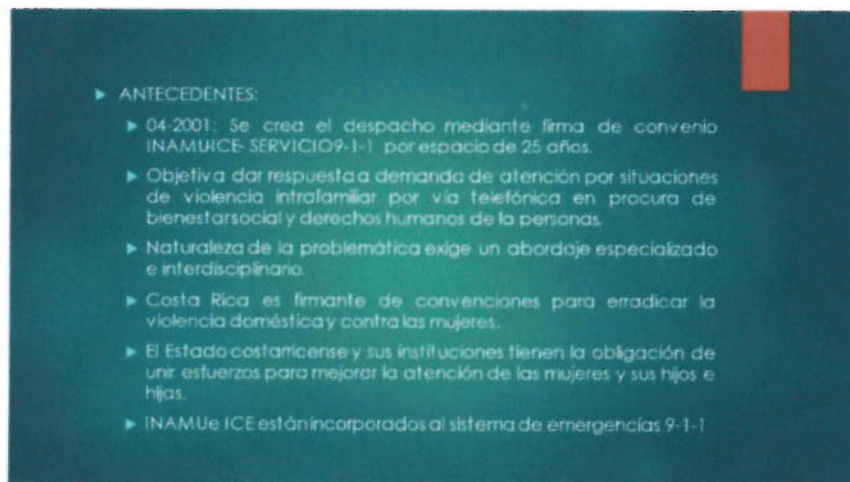 ANTECEDENTES:
04-2001: Se crea el despacho mediante firma de convenio
INAMU-ICE- SERVICIO9-1-1 por espacio de 25 años.
Objetiva dar respuesta a demanda de atención por situaciones
de violencia intrafamiliar por vía telefónica en procura de
bienestar social y derechos humanos de la personas.
Naturaleza de la problemática exige un abordaje especializado
e interdisciplinario.
Costa Rica es firmante de convenciones para erradicar la
violencia doméstica y contra las mujeres.
El Estado costarricense y sus instituciones tienen la obligación de
unir esfuerzos para mejorar la atención de las mujeres y sus hijos e
hijas.
INAMU e ICE están incorporados al sistema de emergencias 9-1-1